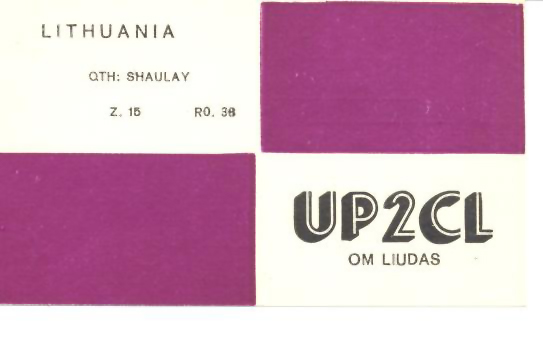 LITHUANIA
QTH: SHAULAY
Z. 15 RO. 38
UP2CL
OM LIUDAS